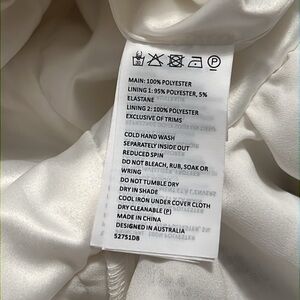 MAIN: 100% POLYESTER
LINING 1: 95% POLYESTER, 5%
ELASTANE
LINING 2: 100% POLYESTER
EXCLUSIVE OF TRIMS
COLD HAND WASH
SEPARATELY INSIDE OUT
REDUCED SPIN
DO NOT BLEACH, RUB, SOAK OR
WRING
DO NOT TUMBLE DRY
DRY IN SHADE
COOL IRON UNDER COVER CLOTH
DRY CLEANABLE (P)
MADE IN CHINA
DESIGNED IN AUSTRALIA
52751DB